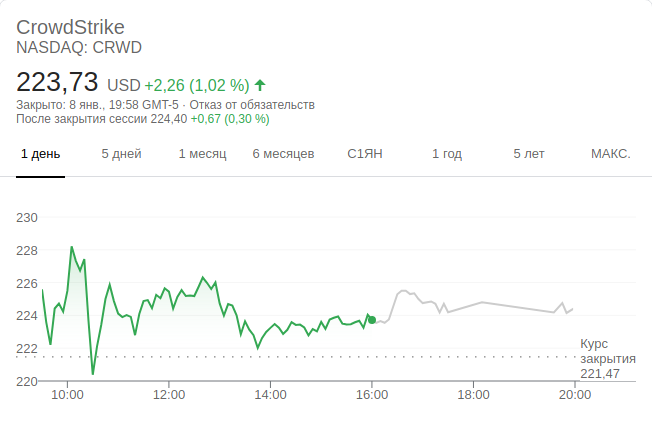 CrowdStrike
NASDAQ: CRWD
223,73 USD +2,26 (1,02 %)
Закрыто: 8 янв., 19:58 GMT-5 · Отказ от обязательств
После закрытия сессии 224,40 +0,67 (0,30 %)
1 день 5 дней 1 месяц 6 месяцев С1ЯН 1 год 5 лет МАКС.
230
228
226
224
222
Курс
закрытия
221,47
220
10:00 12:00 14:00 16:00 18:00 20:00